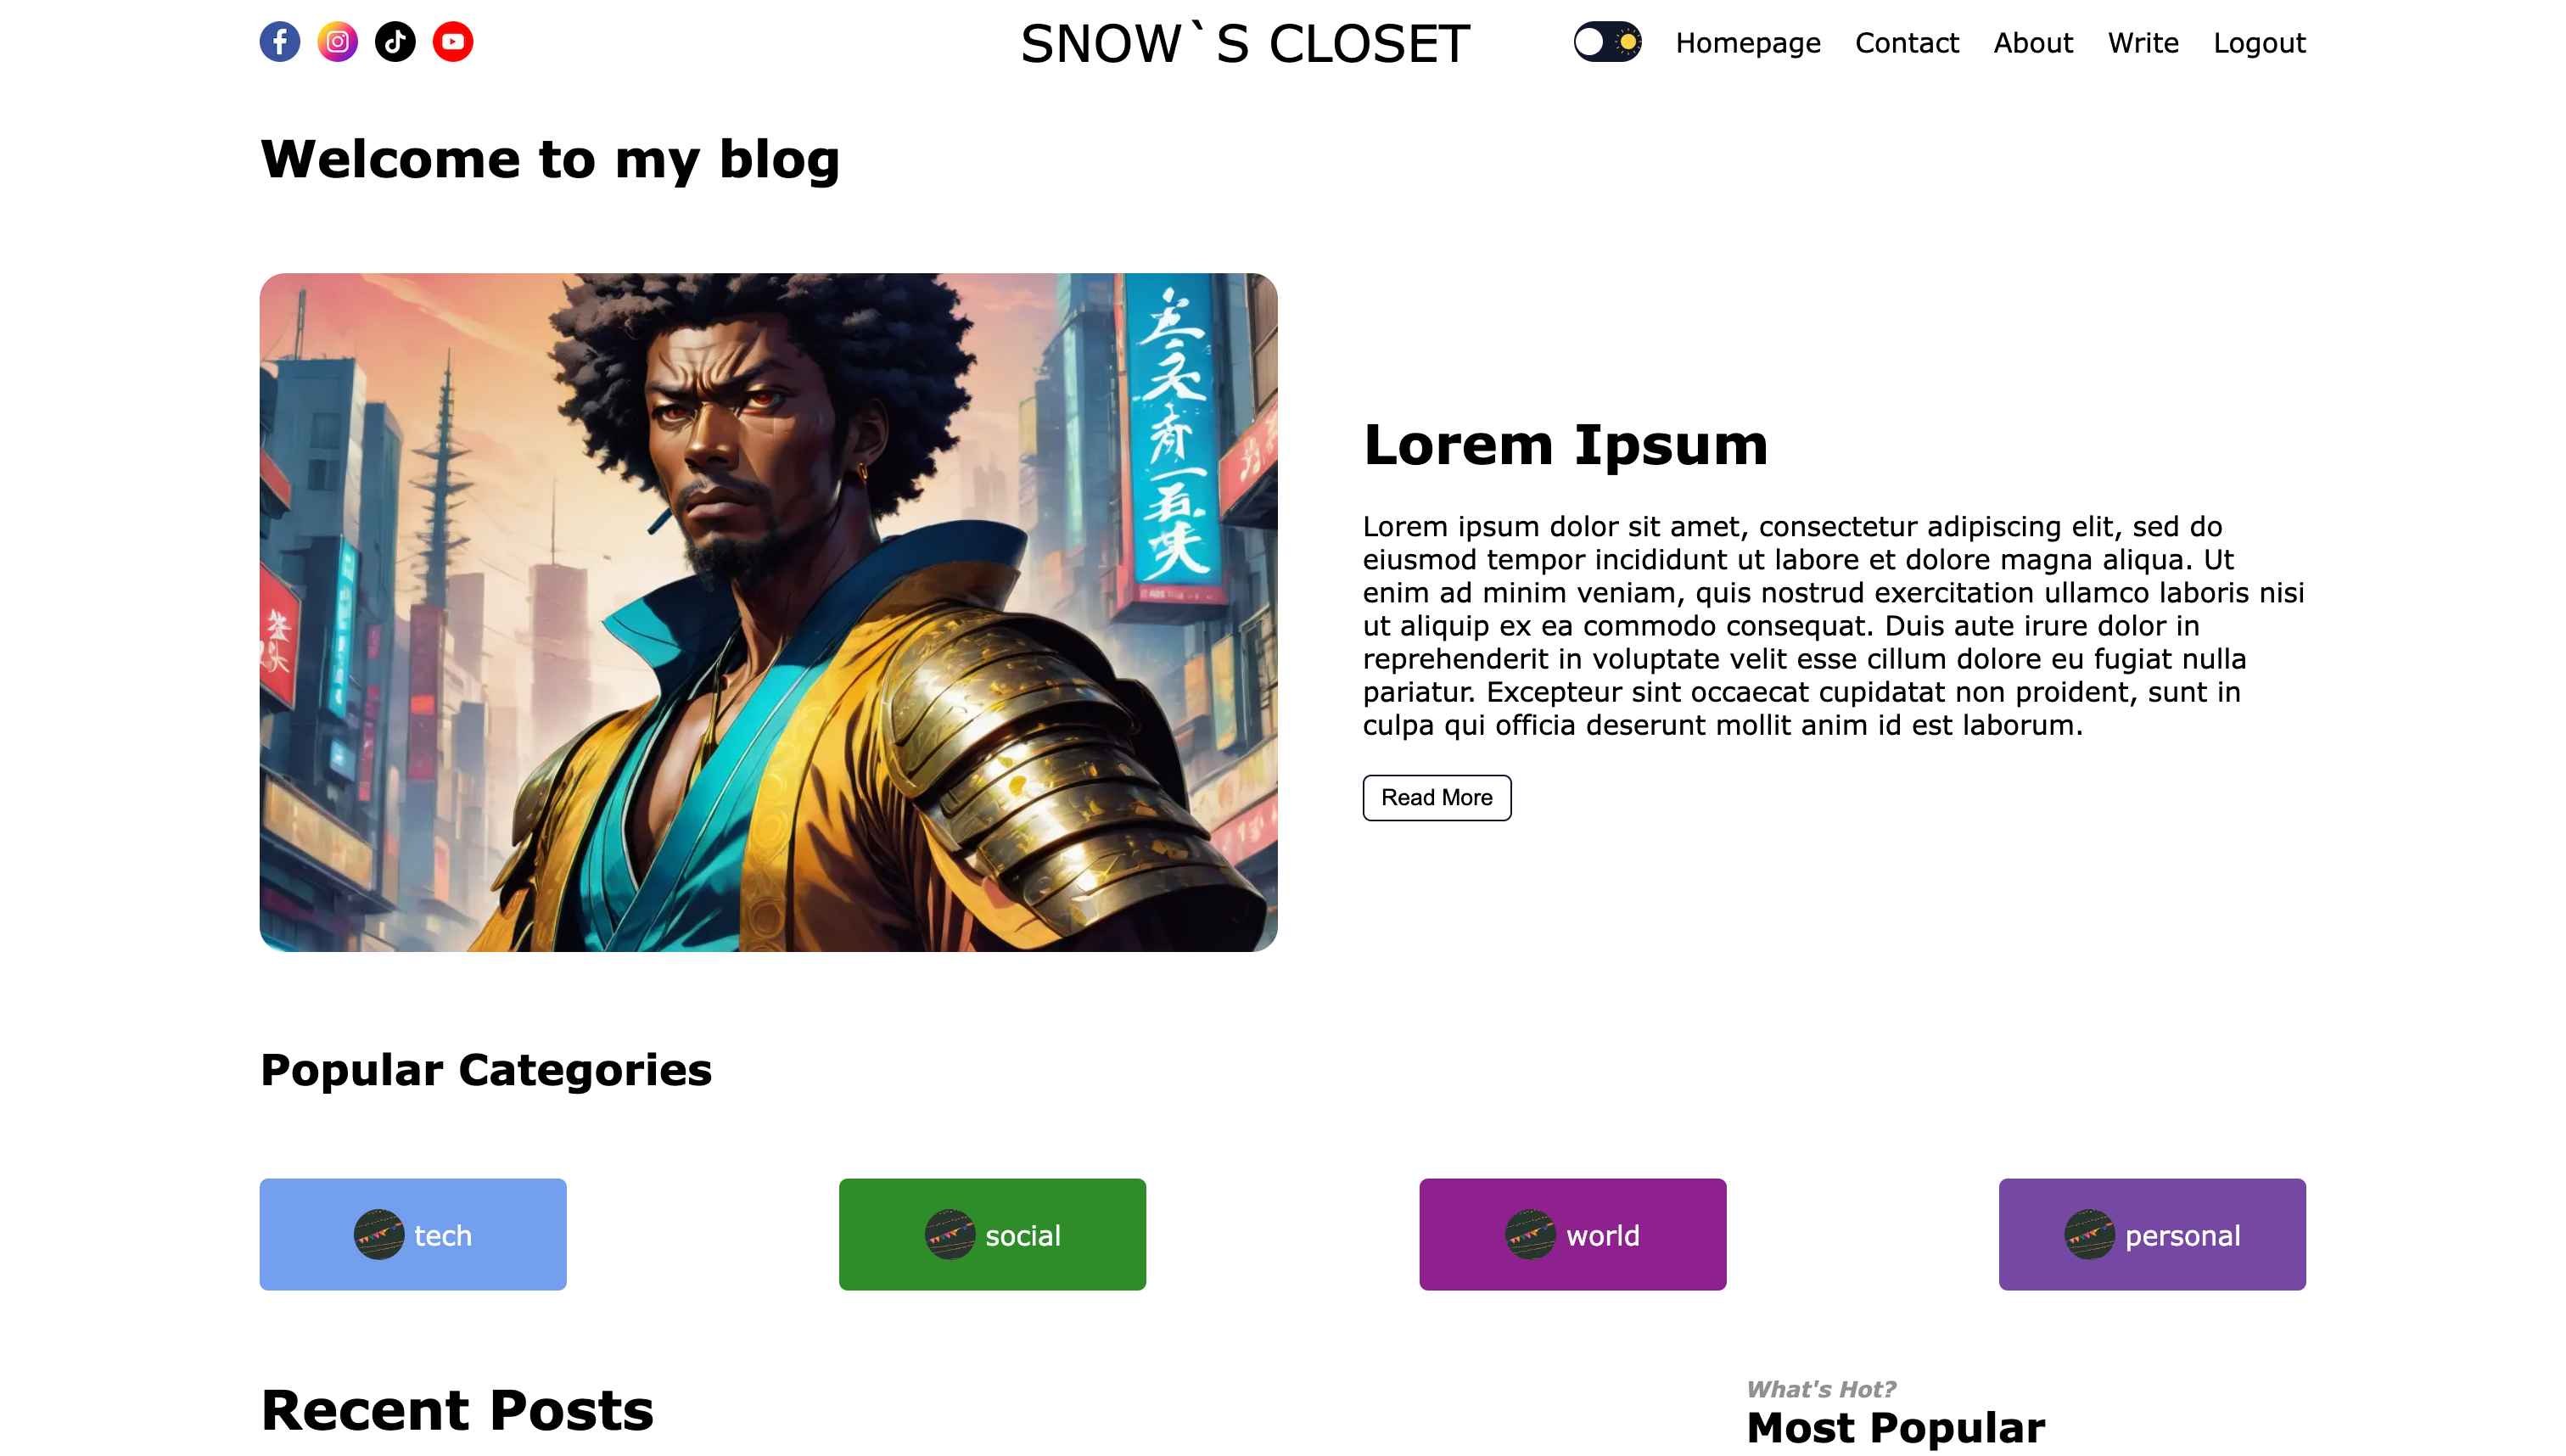 SNOW`S CLOSET
Homepage Contact About Write Logout
Welcome to my blog
Lorem Ipsum
Lorem ipsum dolor sit amet, consectetur adipiscing elit, sed do
eiusmod tempor incididunt ut labore et dolore magna aliqua. Ut
enim ad minim veniam, quis nostrud exercitation ullamco laboris nisi
ut aliquip ex ea commodo consequat. Duis aute irure dolor in
reprehenderit in voluptate velit esse cillum dolore eu fugiat nulla
pariatur. Excepteur sint occaecat cupidatat non proident, sunt in
culpa qui officia deserunt mollit anim id est laborum.
Read More
Popular Categories
tech
social
world
personal
Recent Posts
What's Hot?
Most Popular